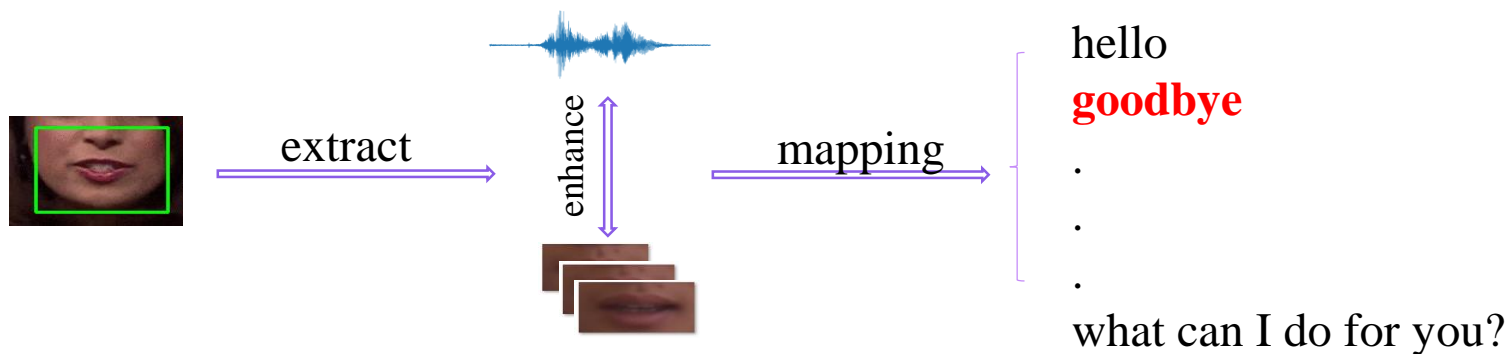 extract
enhance
mapping
hello
goodbye
.
.
.
what can I do for you?